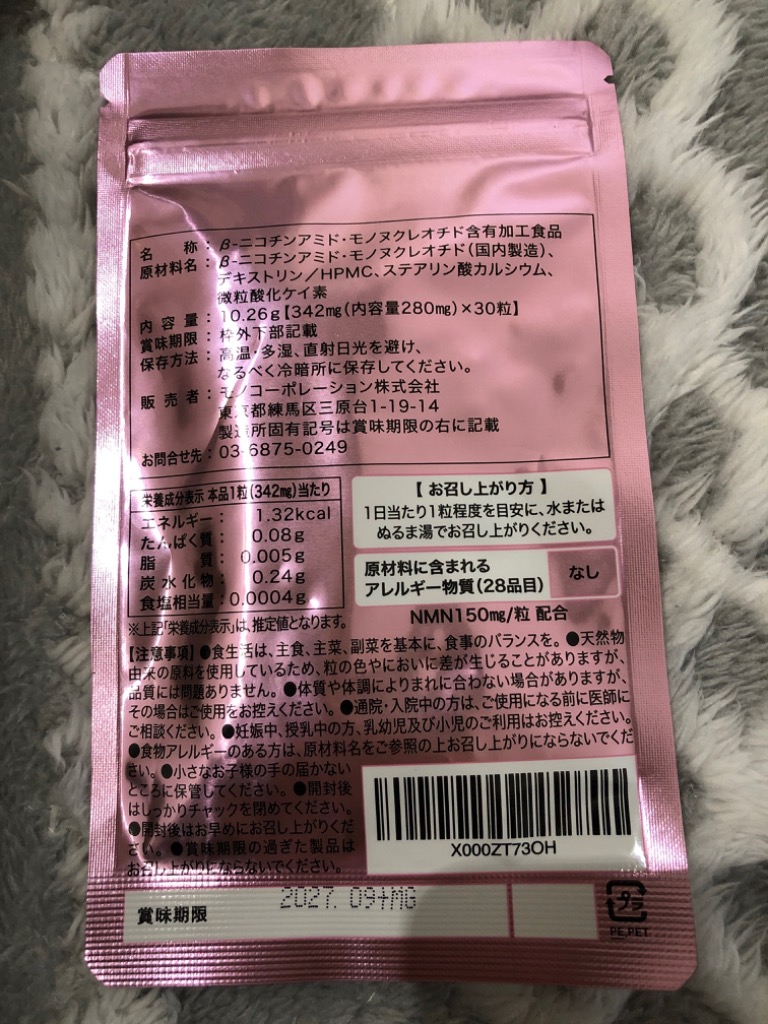 名称：β-ニコチンアミド・モノヌクレオチド含有加工食品
原材料名：β-ニコチンアミド・モノヌクレオチド（国内製造）、
デキストリン／HPMC、ステアリン酸カルシウム、
微粒酸化ケイ素
内容量：10.26g【342mg（内容量280mg）×30粒】
賞味期限：枠外下部記載
保存方法：高温・多湿、直射日光を避け、
なるべく冷暗所に保存してください。
販売者：モノコーポレーション株式会社
東京都練馬区三原台1-19-14
製造所固有記号は賞味期限の右に記載
お問合せ先：03-6875-0249
栄養成分表示 本品1粒（342mg）当たり
エネルギー：1.32kcal
たんぱく質：0.08g
脂質：0.005g
炭水化物：0.24g
食塩相当量：0.0004g
※上記「栄養成分表示」は、推定値となります。
【お召し上がり方】
1日当たり1粒程度を目安に、水または
ぬるま湯でお召し上がりください。
原材料に含まれる
アレルギー物質（28品目）
なし
NMN150mg/粒 配合
【注意事項】●食生活は、主食、主菜、副菜を基本に、食事のバランスを。●天然物
由来の原料を使用しているため、粒の色やにおいに差が生じることがありますが、
品質には問題ありません。●体質や体調によりまれに合わない場合がありますが、
その場合はご使用をお控えください。●通院・入院中の方は、ご使用になる前に医師に
ご相談ください。●妊娠中、授乳中の方、乳幼児及び小児のご利用はお控えください。
●食物アレルギーのある方は、原材料名をご参照の上お召し上がりにならないでくだ
さい。●小さなお子様の手の届かない
ところに保管してください。●開封後
はしっかりチャックを閉めてください。
●開封後はお早めにお召し上がりくだ
さい。●賞味期限の過ぎた製品は
お召し上がりにならないでください。
X000ZT73OH
賞味期限
2027. 09+MG
プラ
PE,PET